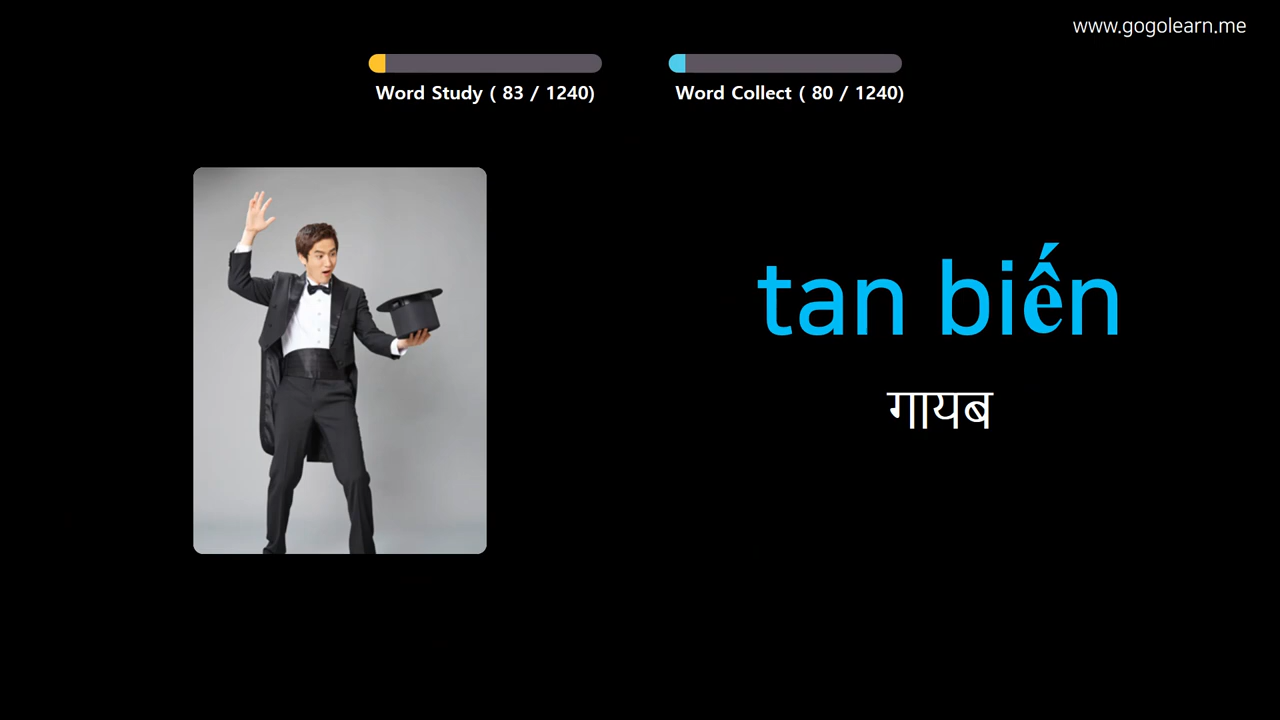 www.gogolearn.me
Word Study ( 83 / 1240)
Word Collect ( 80 / 1240)
tan biến
गायब